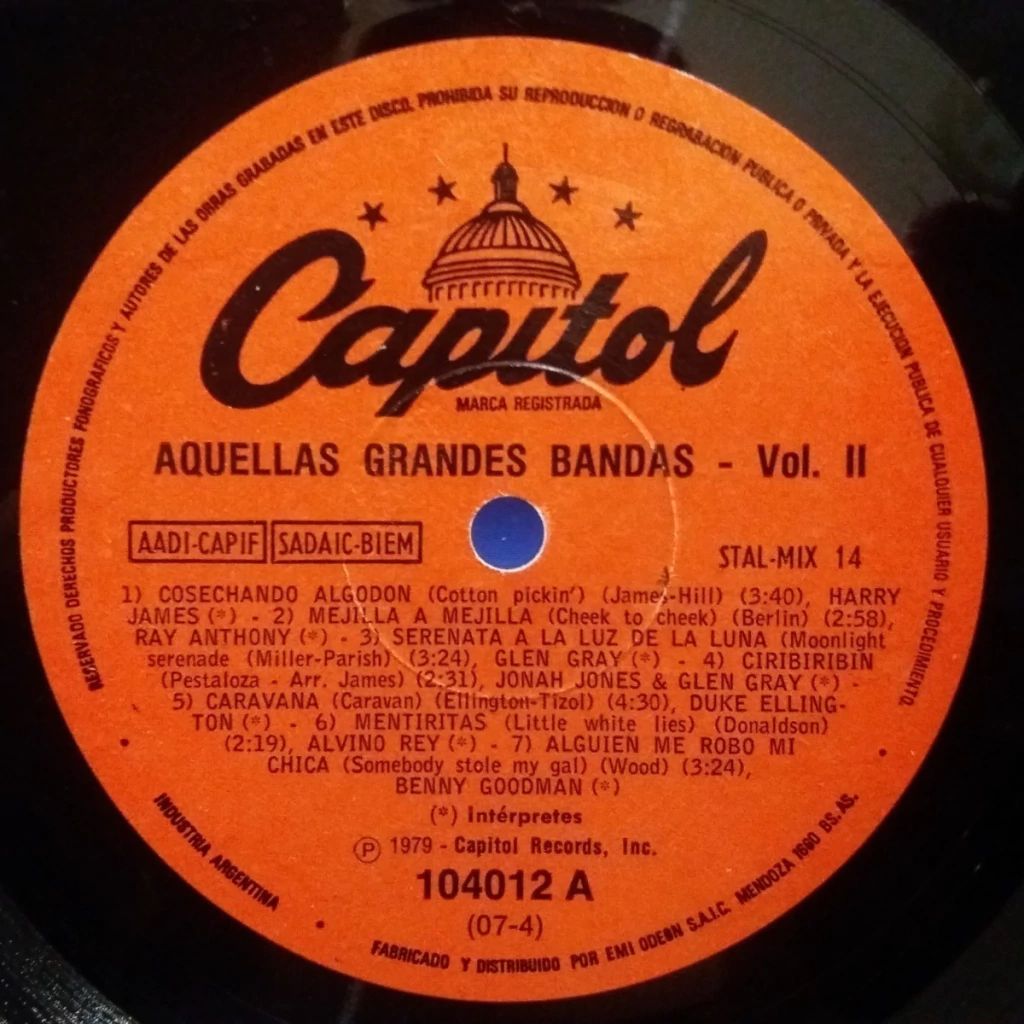 RESERVADO DERECHOS PRODUCTORES FONOGRAFICOS Y AUTORES DE LAS OBRAS GRABADAS EN ESTE DISCO. PROHIBIDA SU REPRODUCCION O REGRABACION PUBLICA O PRIVADA Y LA EJECUCION PUBLICA DE CUALQUIER USUARIO Y PROCEDIMIENTO.
Capitol
MARCA REGISTRADA
AQUELLAS GRANDES BANDAS - Vol. II
AADI-CAPIF SADAIC-BIEM
STAL-MIX 14
1) COSECHANDO ALGODON (Cotton pickin') (James-Hill) (3:40), HARRY
JAMES (*) - 2) MEJILLA A MEJILLA (Cheek to cheek) (Berlin) (2:58),
RAY ANTHONY (*) - 3) SERENATA A LA LUZ DE LA LUNA (Moonlight
serenade (Miller-Parish) (3:24), GLEN GRAY (*) - 4) CIRIBIRIBIN
(Pestaloza - Arr. James) (2:31), JONAH JONES & GLEN GRAY (*) -
5) CARAVANA (Caravan) (Ellington-Tizol) (4:30), DUKE ELLING-
TON (*) - 6) MENTIRITAS (Little white lies) (Donaldson)
(2:19), ALVINO REY (*) - 7) ALGUIEN ME ROBO MI
CHICA (Somebody stole my gal) (Wood) (3:24),
BENNY GOODMAN (*)
(*) Intérpretes
Ⓟ 1979 - Capitol Records, Inc.
104012 A
(07-4)
INDUSTRIA ARGENTINA
FABRICADO Y DISTRIBUIDO POR EMI ODEON S.A.I.C. MENDOZA 1660 BS. AS.